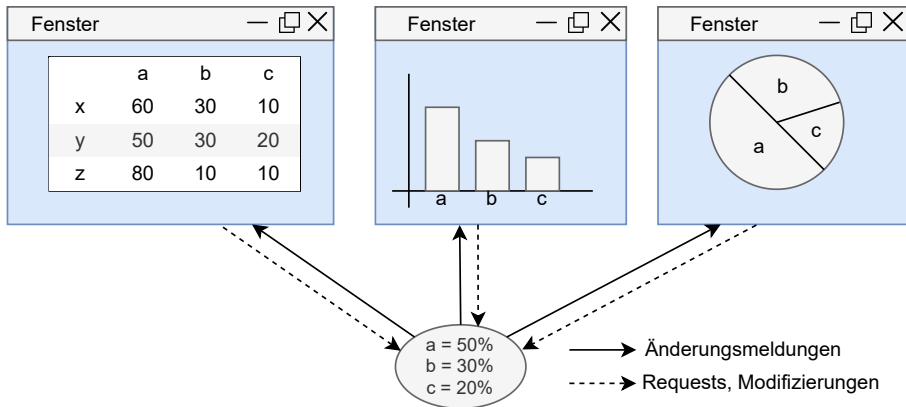 Fenster
a b c
x 60 30 10
y 50 30 20
z 80 10 10
Fenster
a b c
Fenster
b
c
a
a = 50%
b = 30%
c = 20%
Änderungsmeldungen
Requests, Modifizierungen